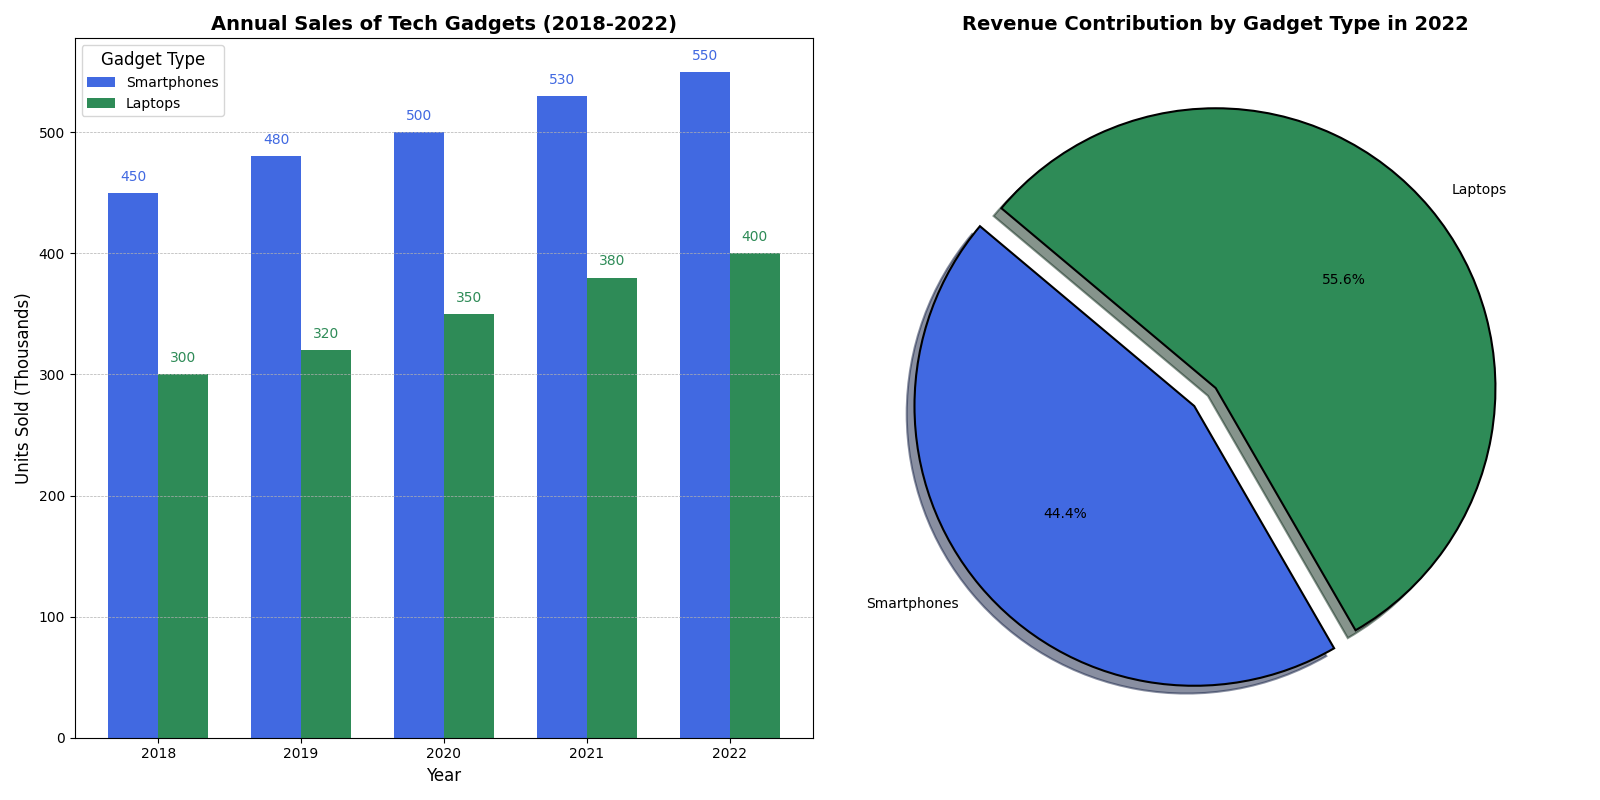 Annual Sales of Tech Gadgets (2018-2022)
Gadget Type
Smartphones
Laptops
Units Sold (Thousands)
500
400
300
200
100
0
450
300
480
320
500
350
530
380
550
400
2018
2019
2020
2021
2022
Year
Revenue Contribution by Gadget Type in 2022
Laptops
55.6%
44.4%
Smartphones